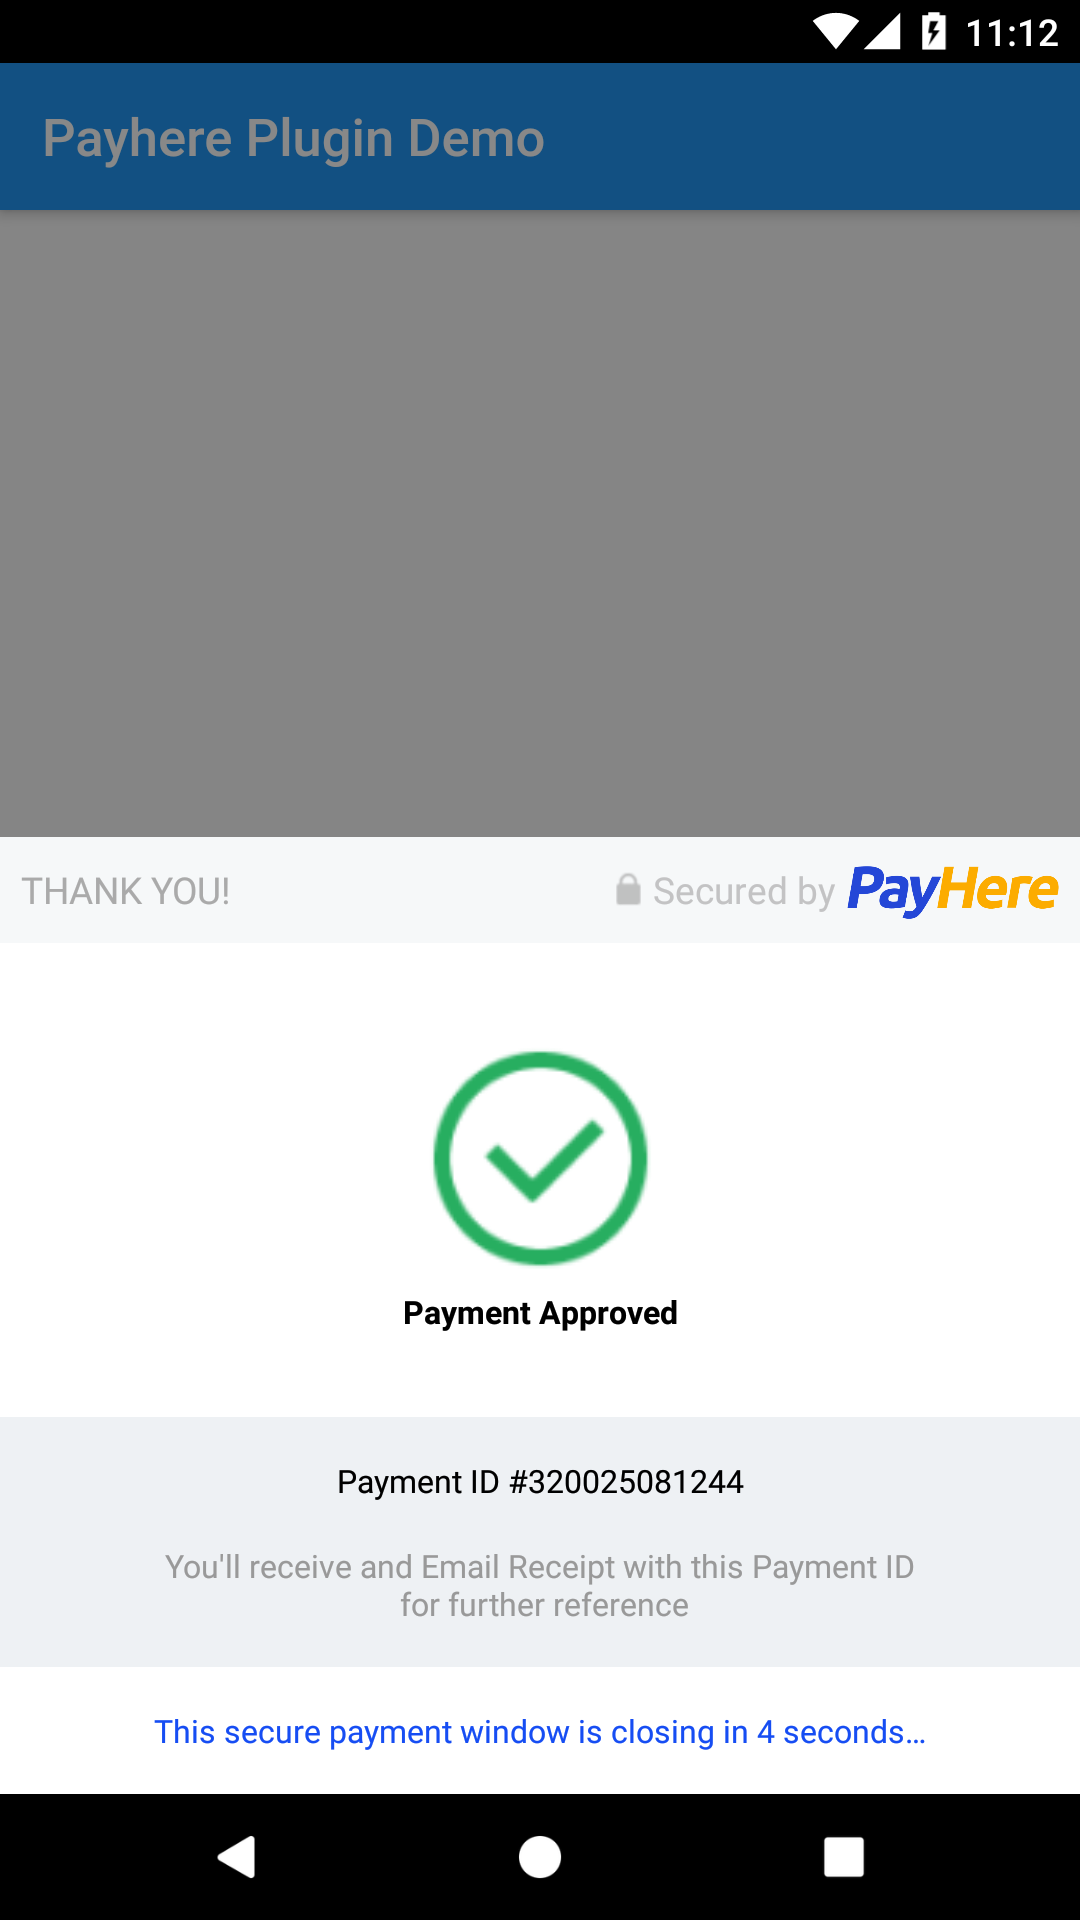 11:12
Payhere Plugin Demo
THANK YOU!
Secured by PayHere
Payment Approved
Payment ID #320025081244
You'll receive and Email Receipt with this Payment ID
for further reference
This secure payment window is closing in 4 seconds...